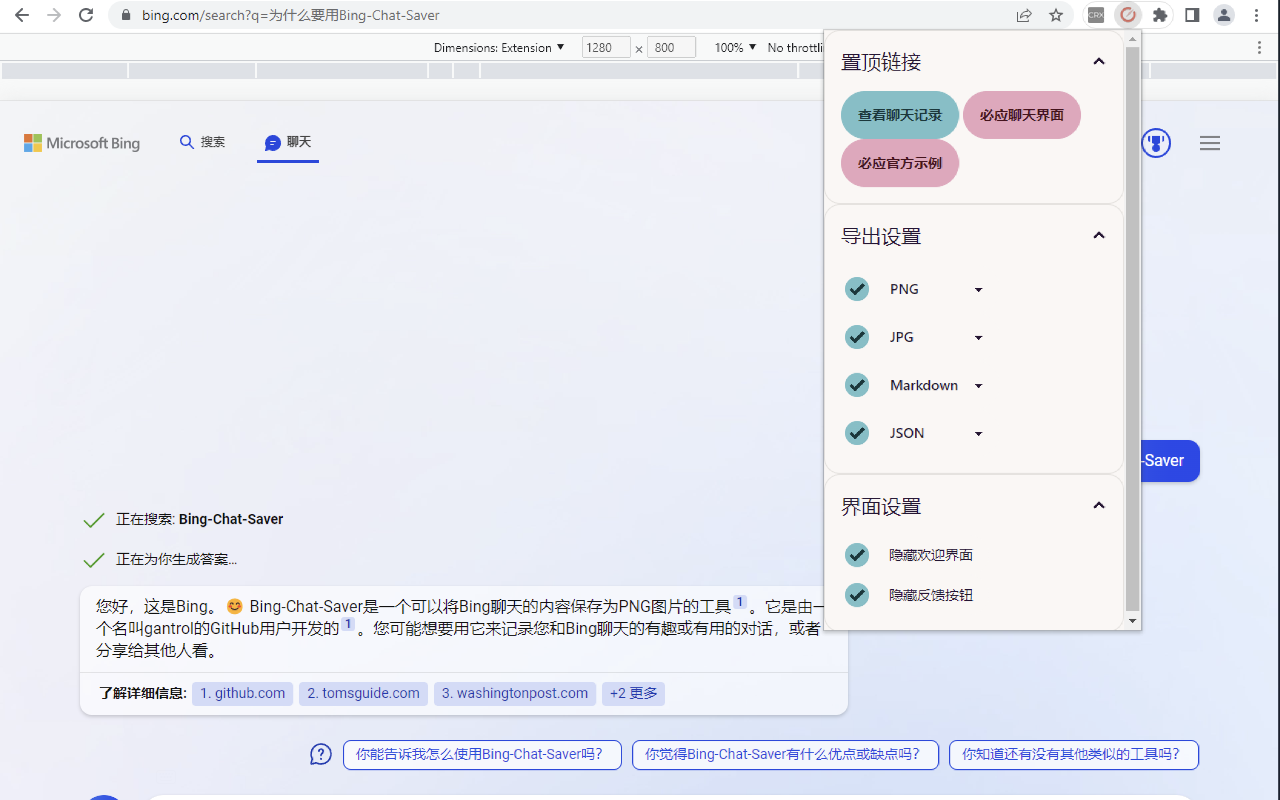 bing.com/search?q=为什么要用Bing-Chat-Saver
CRX
Dimensions: Extension ▼ 1280 × 800 100% ▼ No throttli
Microsoft Bing
搜索
聊天
置顶链接
查看聊天记录
必应聊天界面
必应官方示例
导出设置
PNG
JPG
Markdown
JSON
界面设置
隐藏欢迎界面
隐藏反馈按钮
-Saver
正在搜索: Bing-Chat-Saver
正在为你生成答案...
您好，这是Bing。😊 Bing-Chat-Saver是一个可以将Bing聊天的内容保存为PNG图片的工具1。它是由一
个名叫gantrol的GitHub用户开发的1。您可能想要用它来记录您和Bing聊天的有趣或有用的对话，或者
分享给其他人看。
了解详细信息: 1. github.com 2. tomsguide.com 3. washingtonpost.com +2 更多
你能告诉我怎么使用Bing-Chat-Saver吗？
你觉得Bing-Chat-Saver有什么优点或缺点吗？
你知道还有没有其他类似的工具吗？